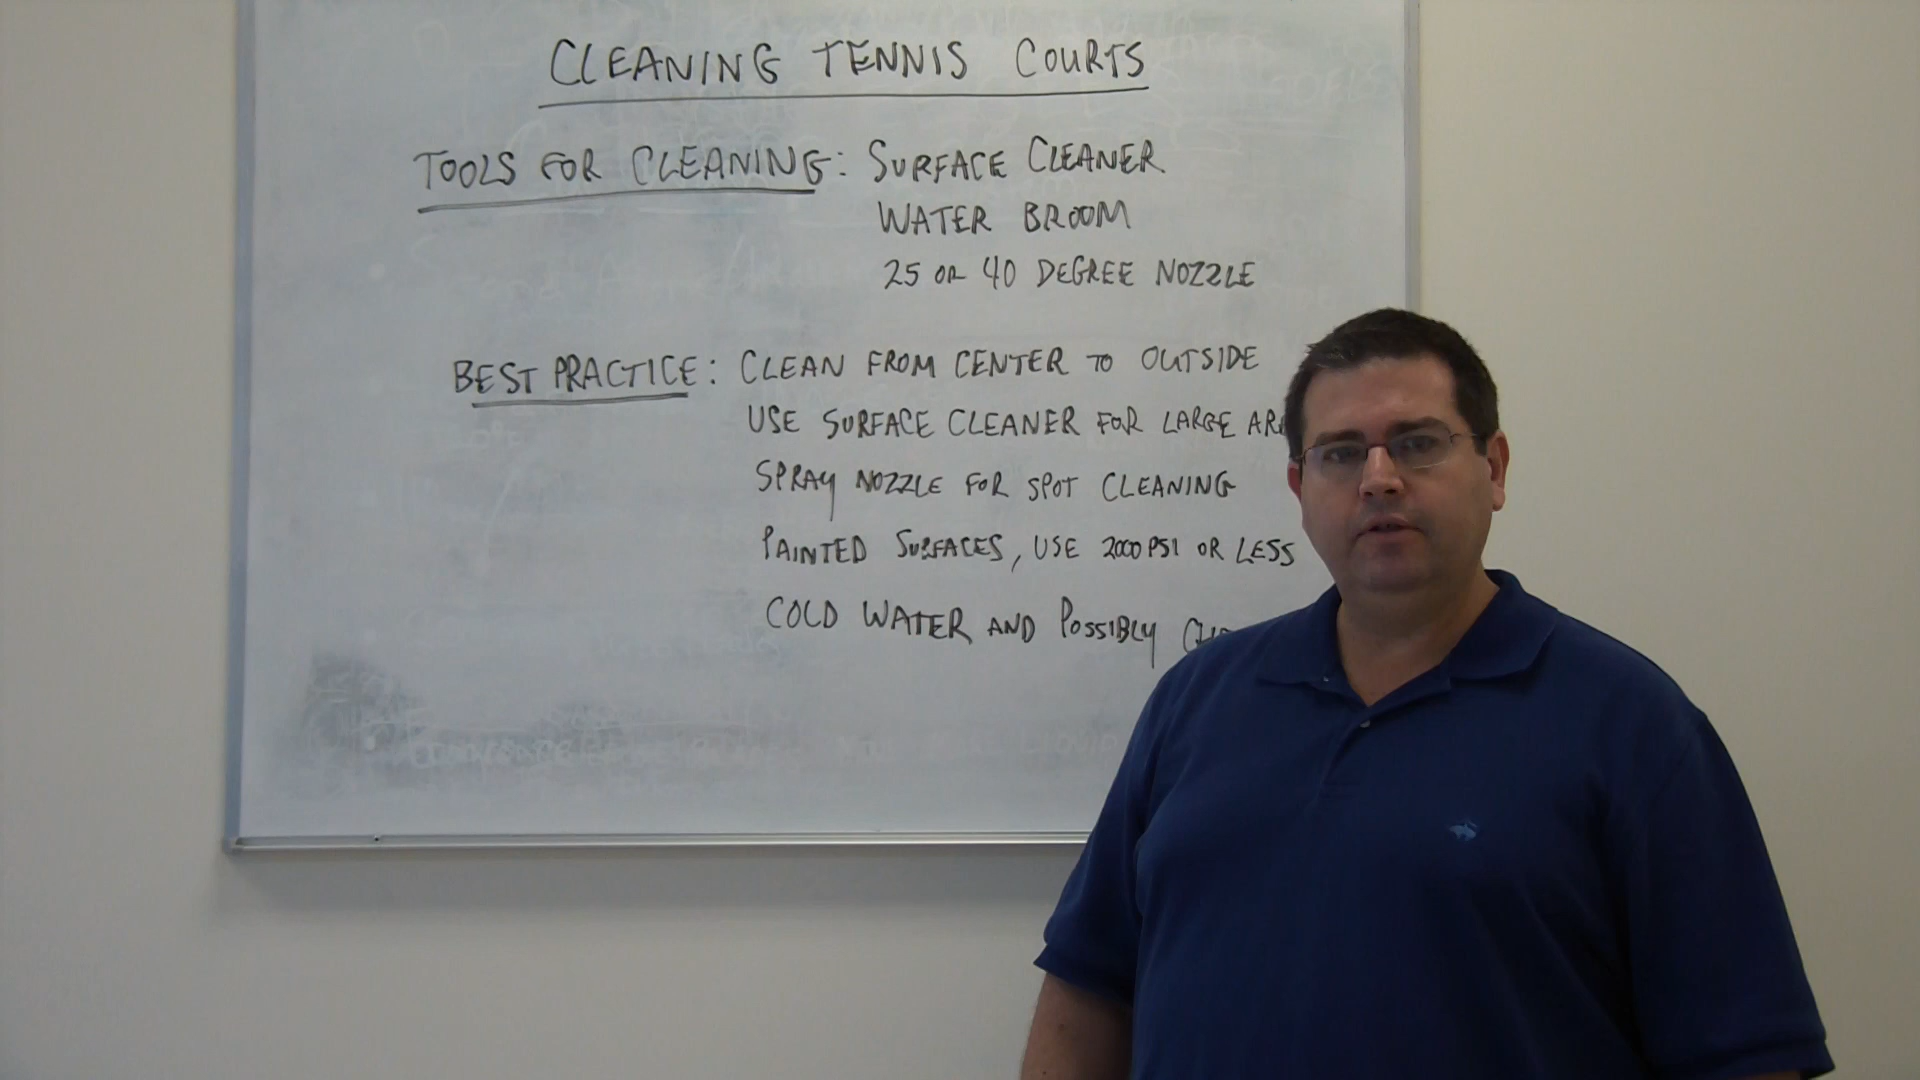 CLEANING TENNIS COURTS
TOOLS FOR CLEANING: SURFACE CLEANER
WATER BROOM
25 OR 40 DEGREE NOZZLE
BEST PRACTICE: CLEAN FROM CENTER TO OUTSIDE
USE SURFACE CLEANER FOR LARGE
SPRAY NOZZLE FOR SPOT CLEANING
PAINTED SURFACES, USE 2000 PSI OR LESS
COLD WATER AND POSSIBLY